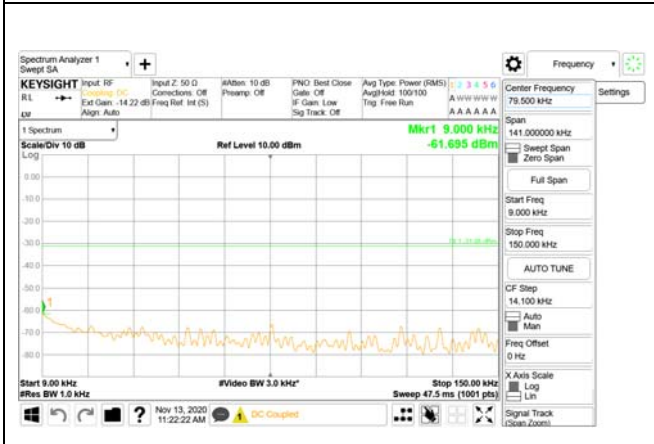 Spectrum Analyzer 1
Swept SA
+
Frequency
KEYSIGHT
Input: RF
Coupling: DC
Ext Gain: -14.22 dB
Align: Auto
Input Z: 50 Ω
Corrections: Off
Freq Ref: Int (S)
#Atten: 10 dB
Preamp: Off
PNO: Best Close
Gate: Off
IF Gain: Low
Sig Track: Off
Avg Type: Power (RMS)
Avg|Hold: 100/100
Trig: Free Run
1 2 3 4 5 6
A W W W W W
A A A A A A
RL
1 Spectrum
Mkr1 9.000 kHz
-61.695 dBm
Scale/Div 10 dB
Ref Level 10.00 dBm
Log
0.00
-10.0
-20.0
-30.0
-40.0
-50.0
-60.0
-70.0
-80.0
1
Start 9.00 kHz
#Res BW 1.0 kHz
#Video BW 3.0 kHz*
Stop 150.00 kHz
Sweep 47.5 ms (1001 pts)
Nov 13, 2020
11:22:22 AM
DC Coupled
Center Frequency
79.500 kHz
Settings
Span
141.000000 kHz
Swept Span
Zero Span
Full Span
Start Freq
9.000 kHz
Stop Freq
150.000 kHz
AUTO TUNE
CF Step
14.100 kHz
Auto
Man
Freq Offset
0 Hz
X Axis Scale
Log
Lin
Signal Track
(Span Zoom)